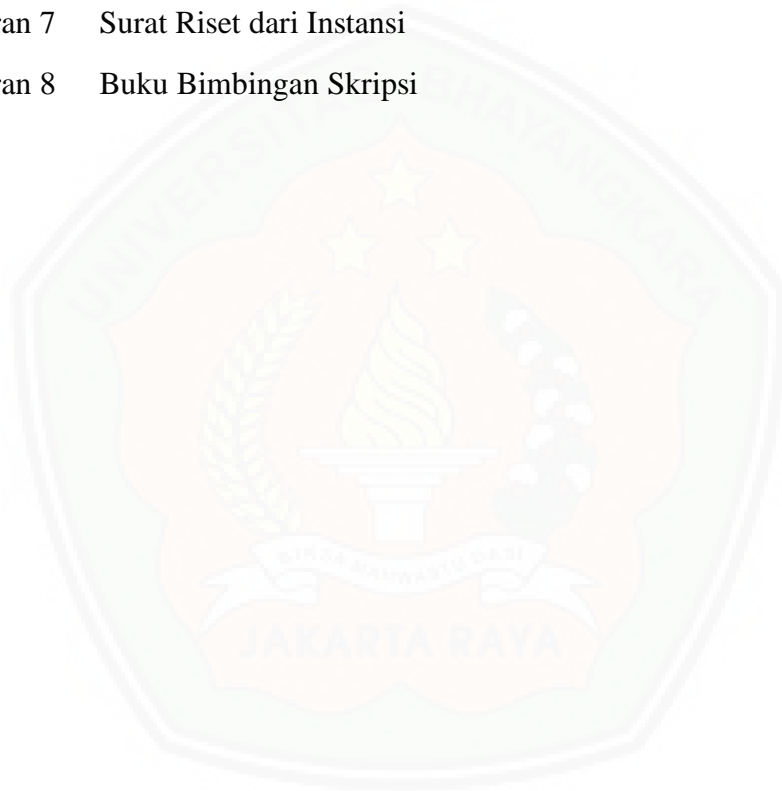 ran 7 Surat Riset dari Instansi
ran 8 Buku Bimbingan Skripsi
UNIVERSITAS BHAYANGKARA
JAKARTA RAYA